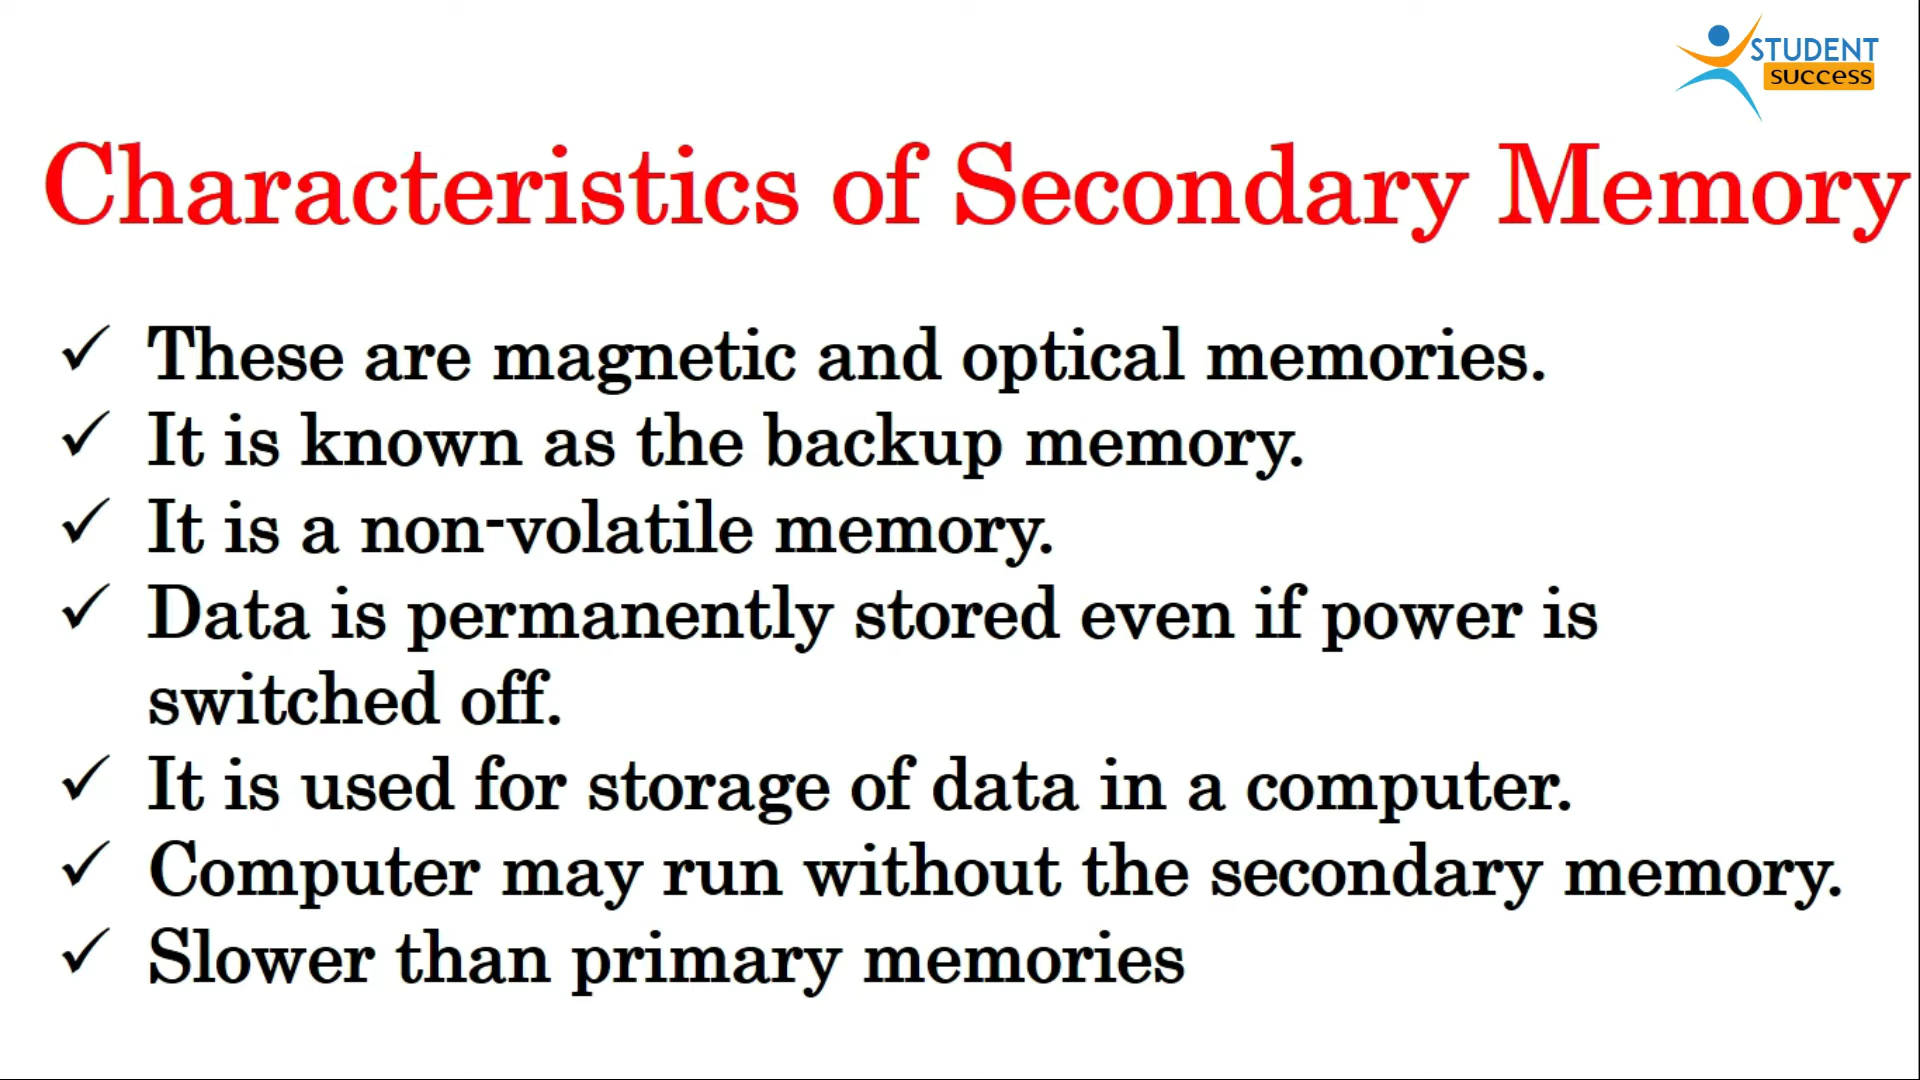 STUDENT
success
Characteristics of Secondary Memory
✓ These are magnetic and optical memories.
✓ It is known as the backup memory.
✓ It is a non-volatile memory.
✓ Data is permanently stored even if power is
switched off.
✓ It is used for storage of data in a computer.
✓ Computer may run without the secondary memory.
✓ Slower than primary memories